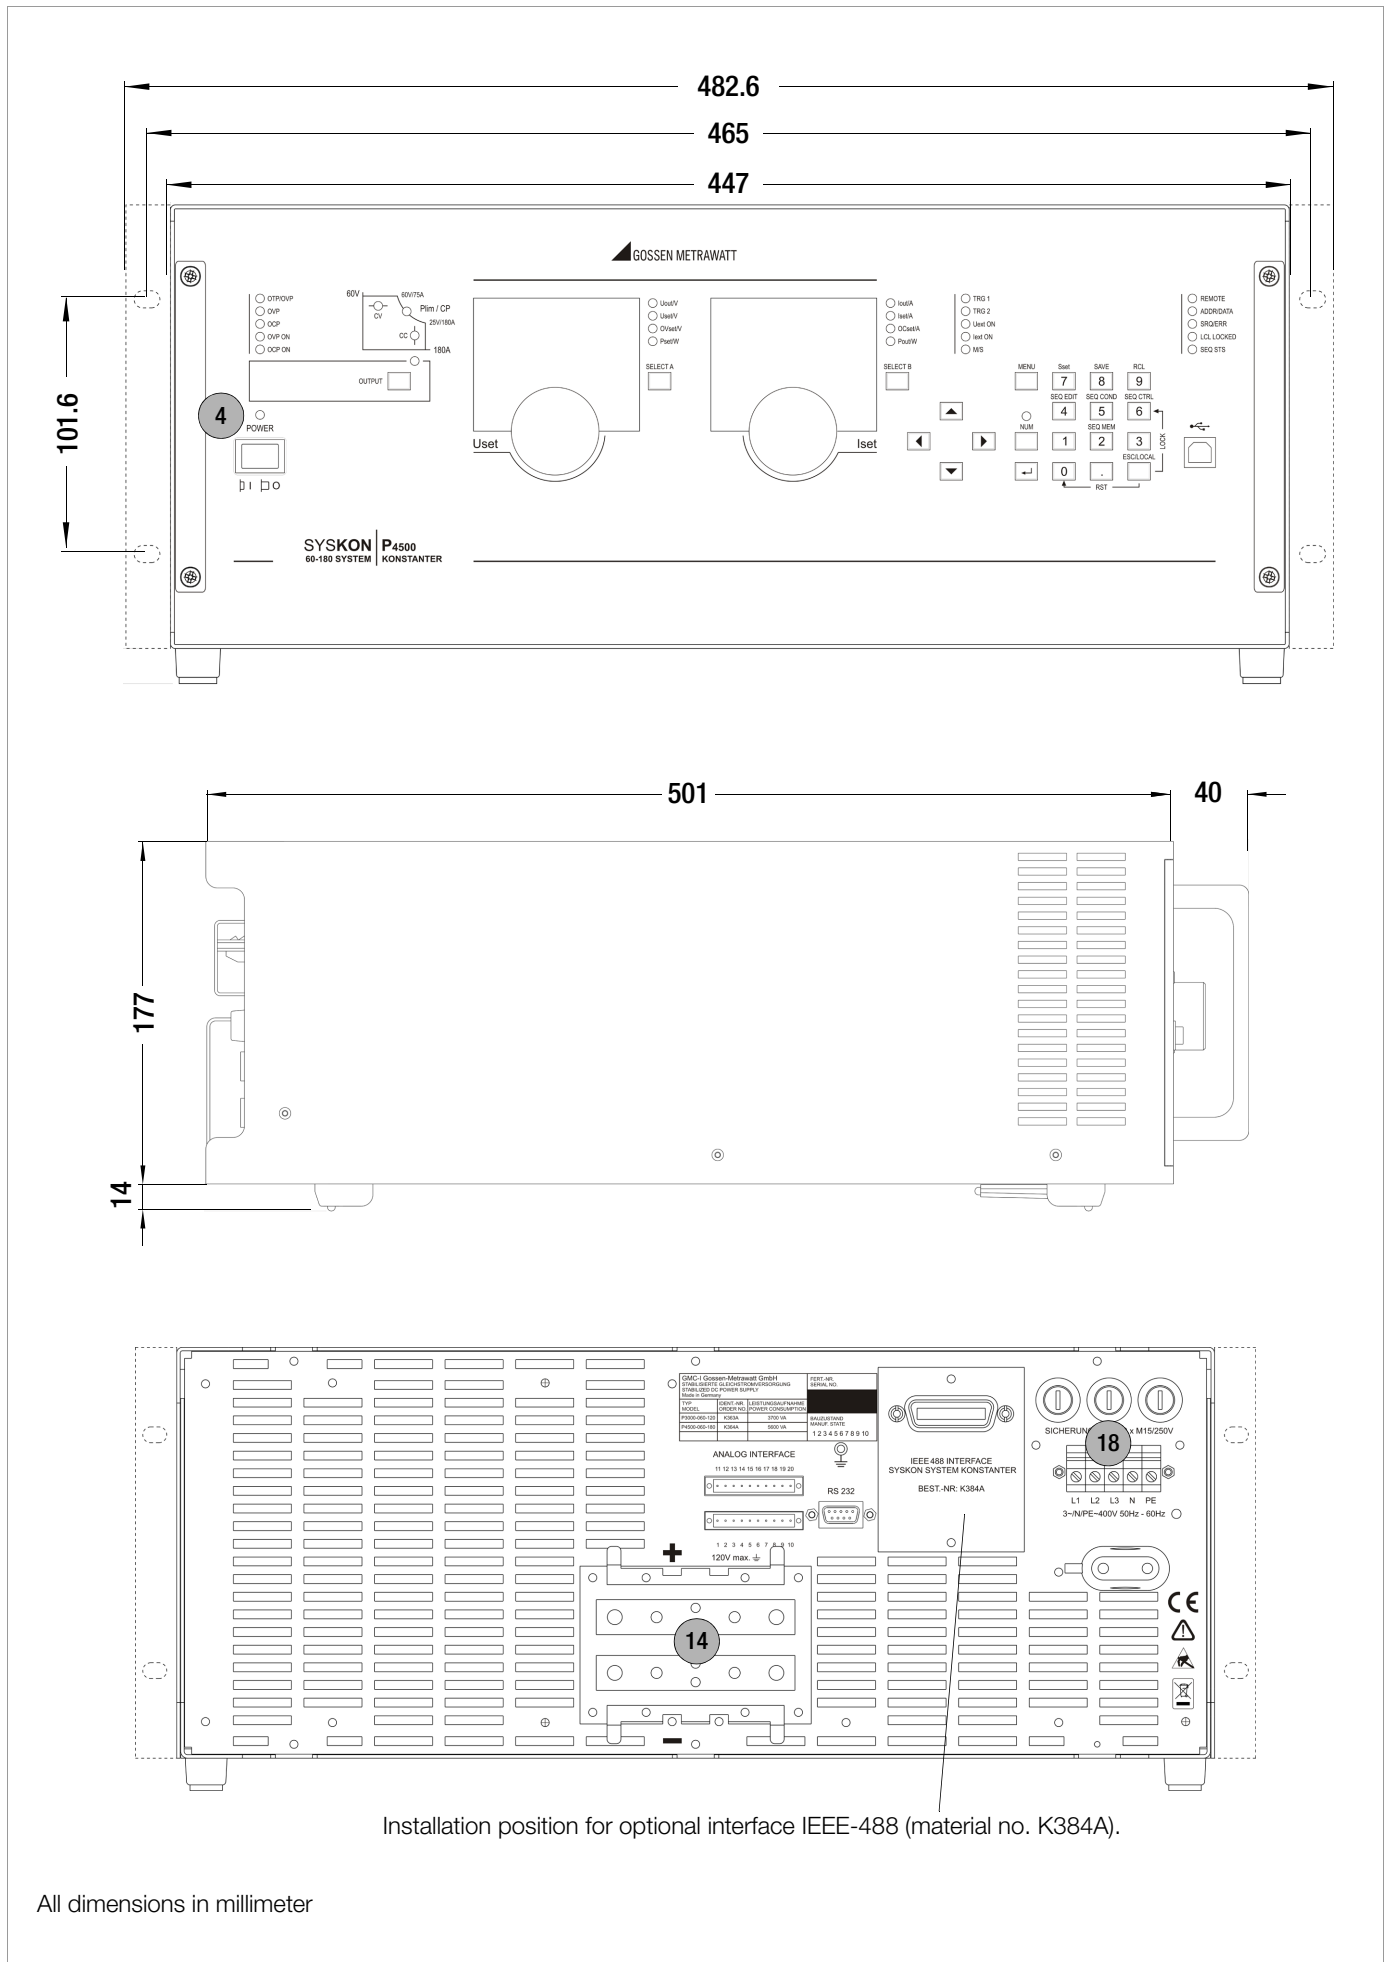 482.6
465
447
101.6
GOSSEN METRAWATT
OTP/OVP
OVP
OCP
OVP ON
OCP ON
60V
60V/75A
Plim / CP
CV
25V/180A
CC
180A
OUTPUT
4
POWER
I O
Uout/V
Uset/V
OVset/V
Pset/W
SELECT A
Uset
Iout/A
Iset/A
OCset/A
Pout/W
SELECT B
Iset
TRG 1
TRG 2
Uext ON
Iext ON
M/S
REMOTE
ADDR/DATA
SRQ/ERR
LCL LOCKED
SEQ STS
MENU Sset SAVE RCL
7 8 9
SEQ EDIT SEQ COND SEQ CTRL
4 5 6
NUM SEQ MEM
1 2 3
ESC/LOCAL
0 .
LOCK
RST
SYSKON P4500
60-180 SYSTEM KONSTANTER
501
40
177
14
GMC-I Gossen-Metrawatt GmbH
STABILISIERTE GLEICHSTROMVERSORGUNG
STABILIZED DC POWER SUPPLY
Made in Germany
FERT.-NR.
SERIAL NO.
TYP IDENT.-NR. LEISTUNGSAUFNAHME
MODEL ORDER NO. POWER CONSUMPTION
P3000-060-120 K363A 3700 VA
P4500-060-180 K364A 5600 VA
BAUZUSTAND
MANUF. STATE
1 2 3 4 5 6 7 8 9 10
ANALOG INTERFACE
11 12 13 14 15 16 17 18 19 20
1 2 3 4 5 6 7 8 9 10
120V max.
RS 232
IEEE 488 INTERFACE
SYSKON SYSTEM KONSTANTER
BEST.-NR: K384A
x M15/250V
18
L1 L2 L3 N PE
3~/N/PE~400V 50Hz - 60Hz
+
14
−
CE
Installation position for optional interface IEEE-488 (material no. K384A).
All dimensions in millimeter